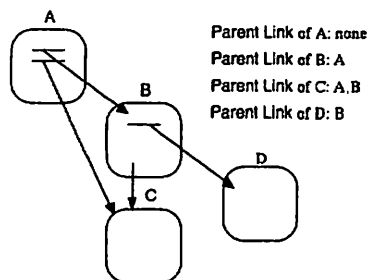 A
Parent Link of A: none
Parent Link of B: A
B
Parent Link of C: A,B
Parent Link of D: B
D
C